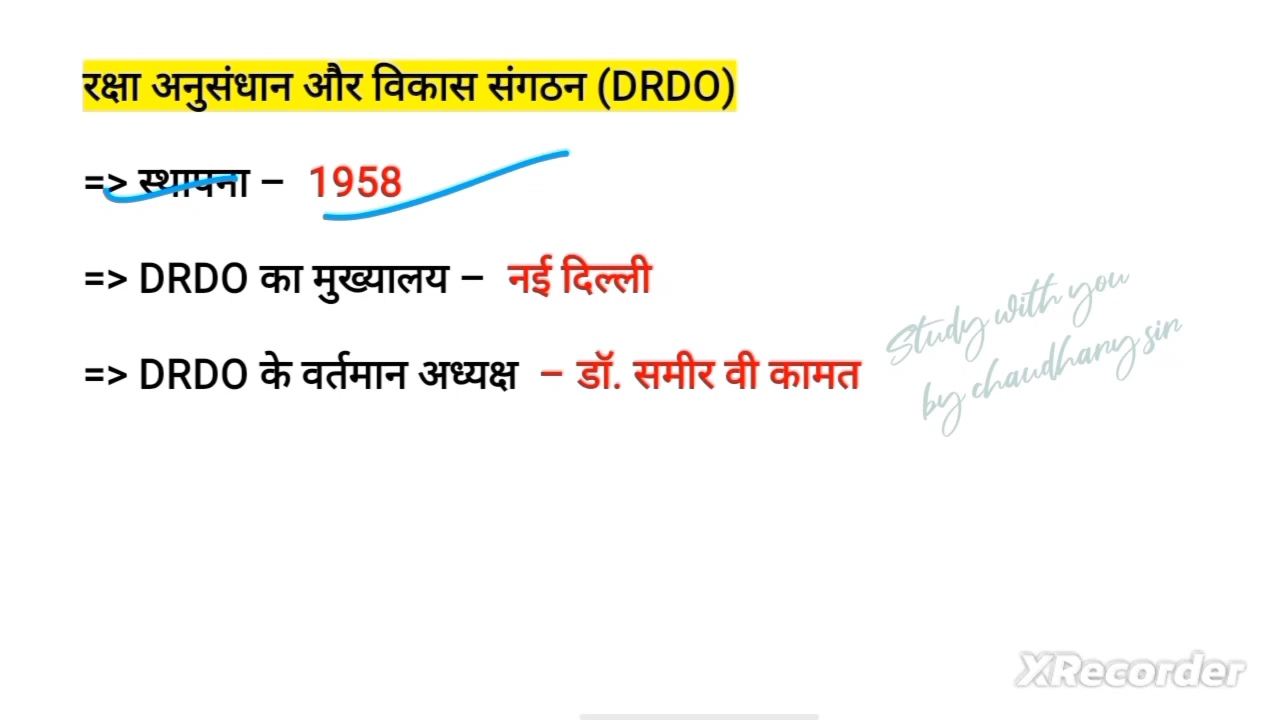 रक्षा अनुसंधान और विकास संगठन (DRDO)
=> स्थापना – 1958
=> DRDO का मुख्यालय – नई दिल्ली
=> DRDO के वर्तमान अध्यक्ष – डॉ. समीर वी कामत
Study with you
by chaudhary sir
XRecorder